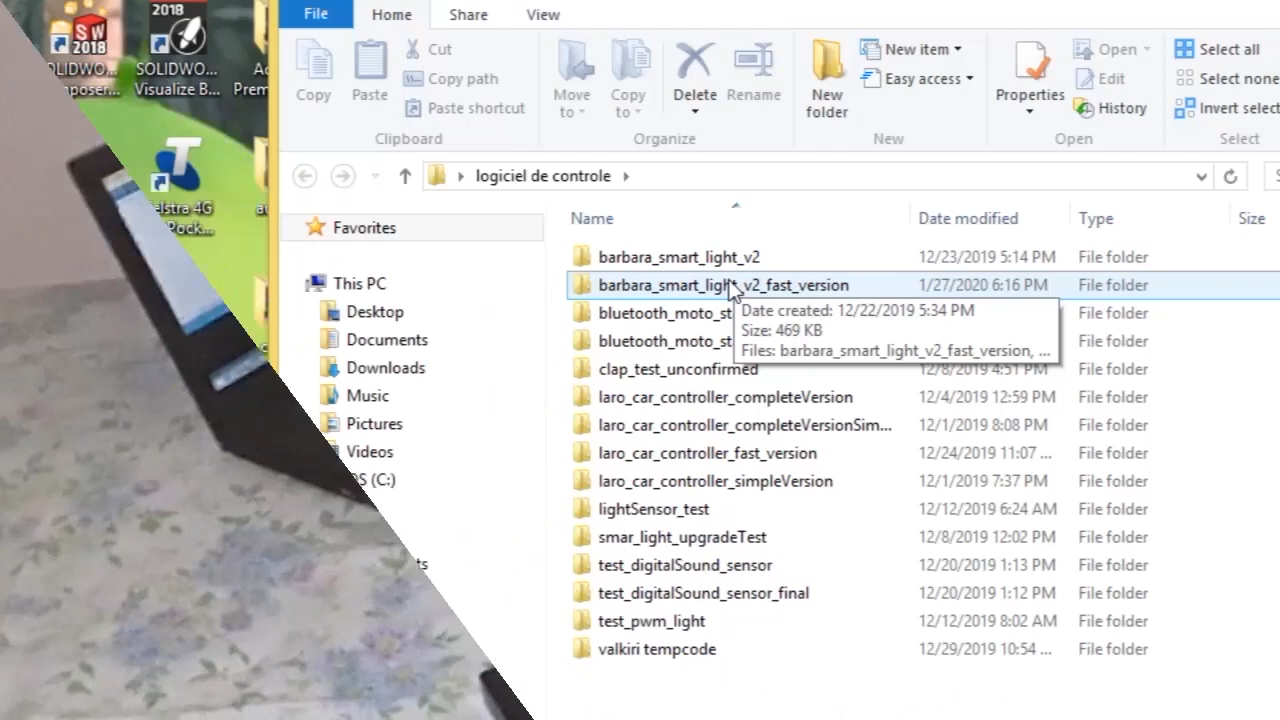 2018
SW
2018
SOLIDWO...
Visualize B...
File
Home
Share
View
Copy
Paste
Cut
Copy path
Paste shortcut
Clipboard
Move to
Copy to
Delete
Rename
Organize
New folder
New item
Easy access
New
Properties
Open
Edit
History
Open
Select all
Select none
Invert select
Select
logiciel de controle
Favorites
This PC
Desktop
Documents
Downloads
Music
Pictures
Videos
OS (C:)
Name
Date modified
Type
Size
barbara_smart_light_v2 12/23/2019 5:14 PM File folder
barbara_smart_light_v2_fast_version 1/27/2020 6:16 PM File folder
Date created: 12/22/2019 5:34 PM
Size: 469 KB
Files: barbara_smart_light_v2_fast_version, ...
bluetooth_moto_st File folder
bluetooth_moto_st File folder
clap_test_unconfirmed 12/8/2019 4:51 PM File folder
laro_car_controller_completeVersion 12/4/2019 12:59 PM File folder
laro_car_controller_completeVersionSim... 12/1/2019 8:08 PM File folder
laro_car_controller_fast_version 12/24/2019 11:07 ... File folder
laro_car_controller_simpleVersion 12/1/2019 7:37 PM File folder
lightSensor_test 12/12/2019 6:24 AM File folder
smar_light_upgradeTest 12/8/2019 12:02 PM File folder
test_digitalSound_sensor 12/20/2019 1:13 PM File folder
test_digitalSound_sensor_final 12/20/2019 1:12 PM File folder
test_pwm_light 12/12/2019 8:02 AM File folder
valkiri tempcode 12/29/2019 10:54 ... File folder